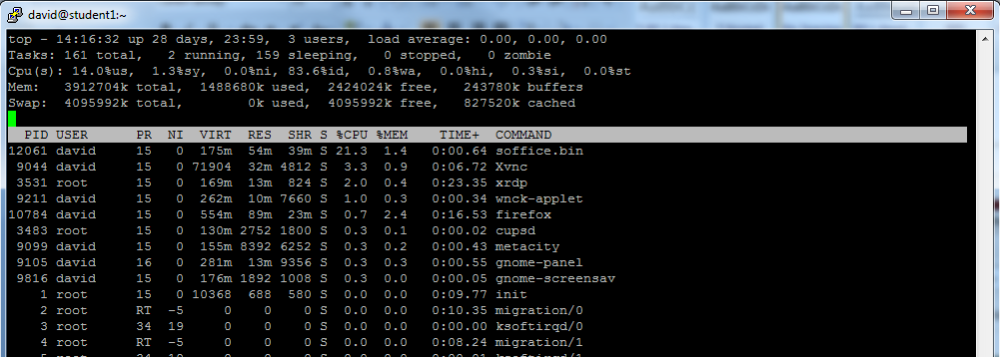 david@student1:~
top - 14:16:32 up 28 days, 23:59,  3 users,  load average: 0.00, 0.00, 0.00
Tasks: 161 total,   2 running, 159 sleeping,   0 stopped,   0 zombie
Cpu(s): 14.0%us,  1.3%sy,  0.0%ni, 83.6%id,  0.8%wa,  0.0%hi,  0.3%si,  0.0%st
Mem:   3912704k total,  1488680k used,  2424024k free,   243780k buffers
Swap:  4095992k total,        0k used,  4095992k free,   827520k cached
  PID USER      PR  NI  VIRT  RES  SHR S %CPU %MEM    TIME+  COMMAND
12061 david     15   0  175m  54m  39m S 21.3  1.4   0:00.64 soffice.bin
 9044 david     15   0 71904  32m 4812 S  3.3  0.9   0:06.72 Xvnc
 3531 root      15   0  169m  13m  824 S  2.0  0.4   0:23.35 xrdp
 9211 david     15   0  262m  10m 7660 S  1.0  0.3   0:00.34 wnck-applet
10784 david     15   0  554m  89m  23m S  0.7  2.4   0:16.53 firefox
 3483 root      15   0  130m 2752 1800 S  0.3  0.1   0:00.02 cupsd
 9099 david     15   0  155m 8392 6252 S  0.3  0.2   0:00.43 metacity
 9105 david     16   0  281m  13m 9356 S  0.3  0.3   0:00.55 gnome-panel
 9816 david     15   0  176m 1892 1008 S  0.3  0.0   0:00.05 gnome-screensav
    1 root      15   0 10368  688  580 S  0.0  0.0   0:09.77 init
    2 root      RT  -5     0    0    0 S  0.0  0.0   0:10.35 migration/0
    3 root      34  19     0    0    0 S  0.0  0.0   0:00.00 ksoftirqd/0
    4 root      RT  -5     0    0    0 S  0.0  0.0   0:08.24 migration/1